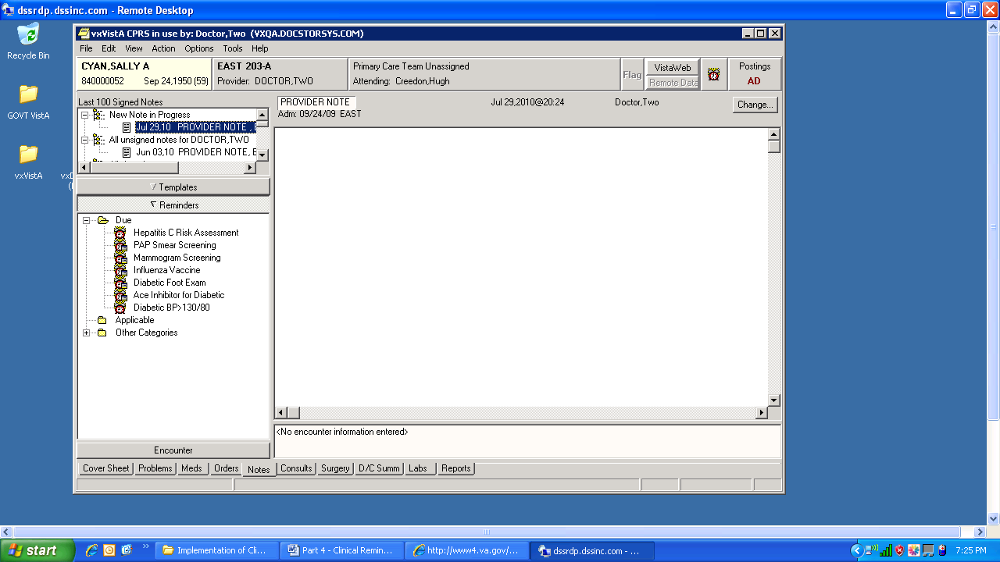 dssrdp.dssinc.com - Remote Desktop
Recycle Bin
GOVT VistA
vxVistA
vxVistA CPRS in use by: Doctor,Two (VXQA.DOCSTORSYS.COM)
File Edit View Action Options Tools Help
CYAN,SALLY A
840000052 Sep 24,1950 (59)
EAST 203-A
Provider: DOCTOR,TWO
Primary Care Team Unassigned
Attending: Creedon,Hugh
Flag
VistaWeb
Remote Data
Postings
AD
Last 100 Signed Notes
New Note in Progress
Jul 29,10 PROVIDER NOTE ,
All unsigned notes for DOCTOR,TWO
Jun 03,10 PROVIDER NOTE, E
PROVIDER NOTE Jul 29,2010@20:24 Doctor,Two Change...
Adm: 09/24/09 EAST
Templates
Reminders
Due
Hepatitis C Risk Assessment
PAP Smear Screening
Mammogram Screening
Influenza Vaccine
Diabetic Foot Exam
Ace Inhibitor for Diabetic
Diabetic BP>130/80
Applicable
Other Categories
<No encounter information entered>
Encounter
Cover Sheet Problems Meds Orders Notes Consults Surgery D/C Summ Labs Reports
start Implementation of Cli... Part 4 - Clinical Remin... http://www4.va.gov/... dssrdp.dssinc.com - ... 7:25 PM